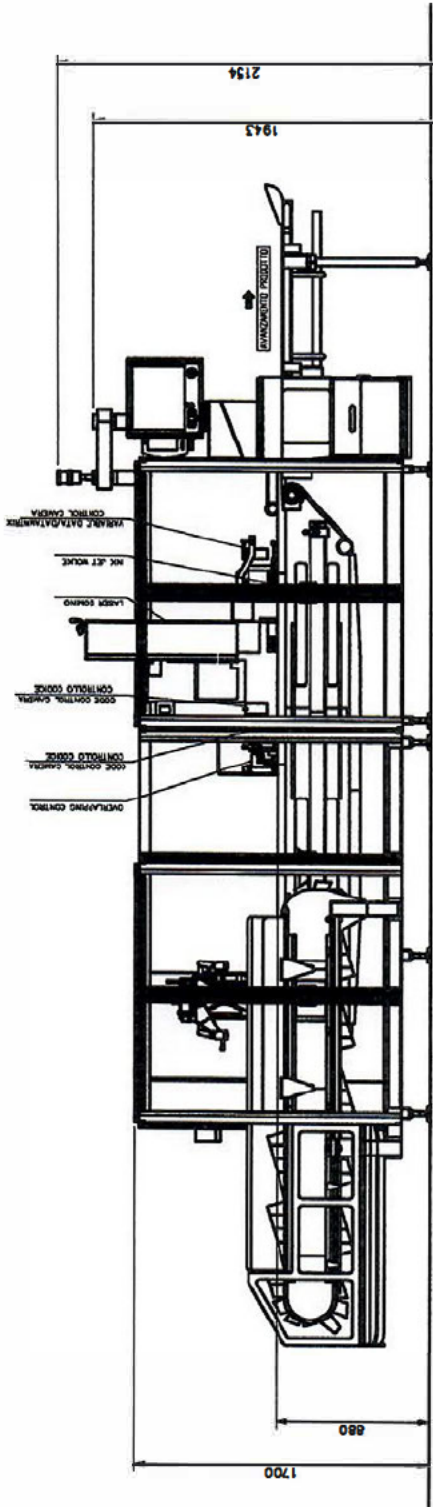 2154
1943
AVANZAMENTO PRODOTTO
VARIABLE DATA/DATAMATRIX
CONTROL CAMERA
INK JET WOLKE
LASER DOMINO
CODE CONTROL CAMERA
CONTROLLO CODICE
CODE CONTROL CAMERA
CONTROLLO CODICE
OVERLAPPING CONTROL
880
1700